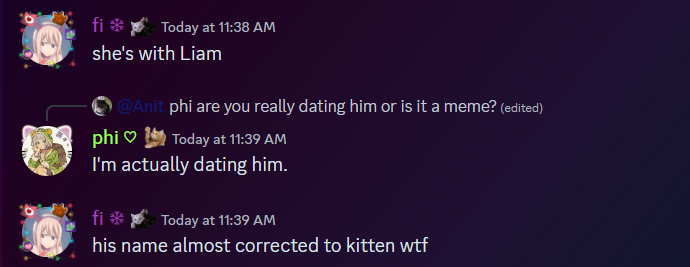 fi ❄ Today at 11:38 AM
she's with Liam
@Anit phi are you really dating him or is it a meme? (edited)
phi ♡ Today at 11:39 AM
I'm actually dating him.
fi ❄ Today at 11:39 AM
his name almost corrected to kitten wtf